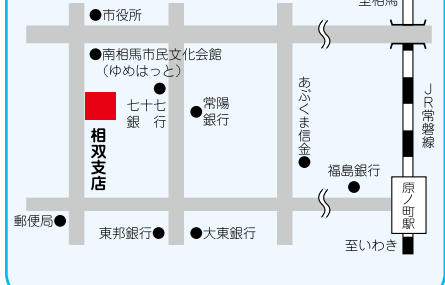 至相馬
市役所
南相馬市民文化会館
（ゆめはっと）
七十七
銀　行
常陽
銀行
相双支店
あぶくま信金
JR常磐線
福島銀行
原ノ町駅
郵便局
東邦銀行
大東銀行
至いわき